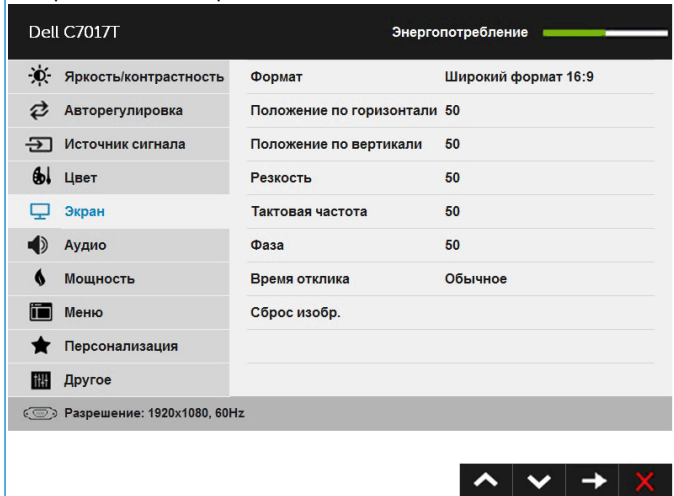 Dell C7017T Энергопотребление
Яркость/контрастность Формат Широкий формат 16:9
Авторегулировка Положение по горизонтали 50
Источник сигнала Положение по вертикали 50
Цвет Резкость 50
Экран Тактовая частота 50
Аудио Фаза 50
Мощность Время отклика Обычное
Меню Сброс изобр.
Персонализация
Другое
Разрешение: 1920x1080, 60Hz